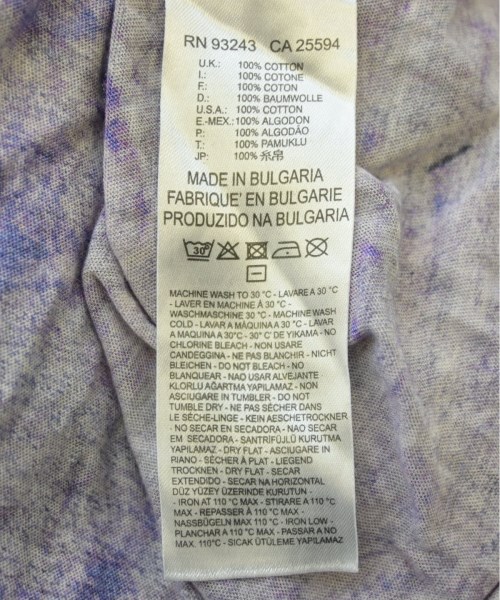 RN 93243 CA 25594
U.K.: 100% COTTON
I.: 100% COTONE
F.: 100% COTON
D.: 100% BAUMWOLLE
U.S.A.: 100% COTTON
E.-MEX.: 100% ALGODON
P.: 100% ALGODÃO
T.: 100% PAMUKLU
JP: 100% 糸帛
MADE IN BULGARIA
FABRIQUE' EN BULGARIE
PRODUZIDO NA BULGARIA
30°
MACHINE WASH TO 30 °C - LAVARE A 30 °C
- LAVER EN MACHINE Á 30 °C -
WASCHMASCHINE 30 °C - MACHINE WASH
COLD - LAVAR A MÁQUINA A 30 °C - LAVAR
A MAQUINA A 30°C - 30° C' DE YIKAMA - NO
CHLORINE BLEACH - NON USARE
CANDEGGINA - NE PAS BLANCHIR - NICHT
BLEICHEN - DO NOT BLEACH - NO
BLANQUEAR - NAO USAR ALVEJANTE
KLORLU AĞARTMA YAPILAMAZ - NON
ASCIUGARE IN TUMBLER - DO NOT
TUMBLE DRY - NE PAS SÉCHER DANS
LE SÈCHE-LINGE - KEIN AESCHETROCKNER
- NO SECAR EN SECADORA - NAO SECAR
EM SECADORA - SANTRİFÜJLÜ KURUTMA
YAPILMAZ - DRY FLAT - ASCIUGARE IN
PIANO - SÉCHER À PLAT - LIEGEND
TROCKNEN - DRY FLAT - SECAR
EXTENDIDO - SECAR NA HORIZONTAL
DÜZ YÜZEY ÜZERINDE KURUTUN -
- IRON AT 110 °C MAX - STIRARE A 110 °C
MAX - REPASSER À 110 °C MAX -
NASSBÜGELN MAX 110 °C - IRON LOW -
PLANCHAR A 110 °C MAX - PASSAR A NO
MAX. 110°C - SICAK ÜTÜLEME YAPILAMAZ